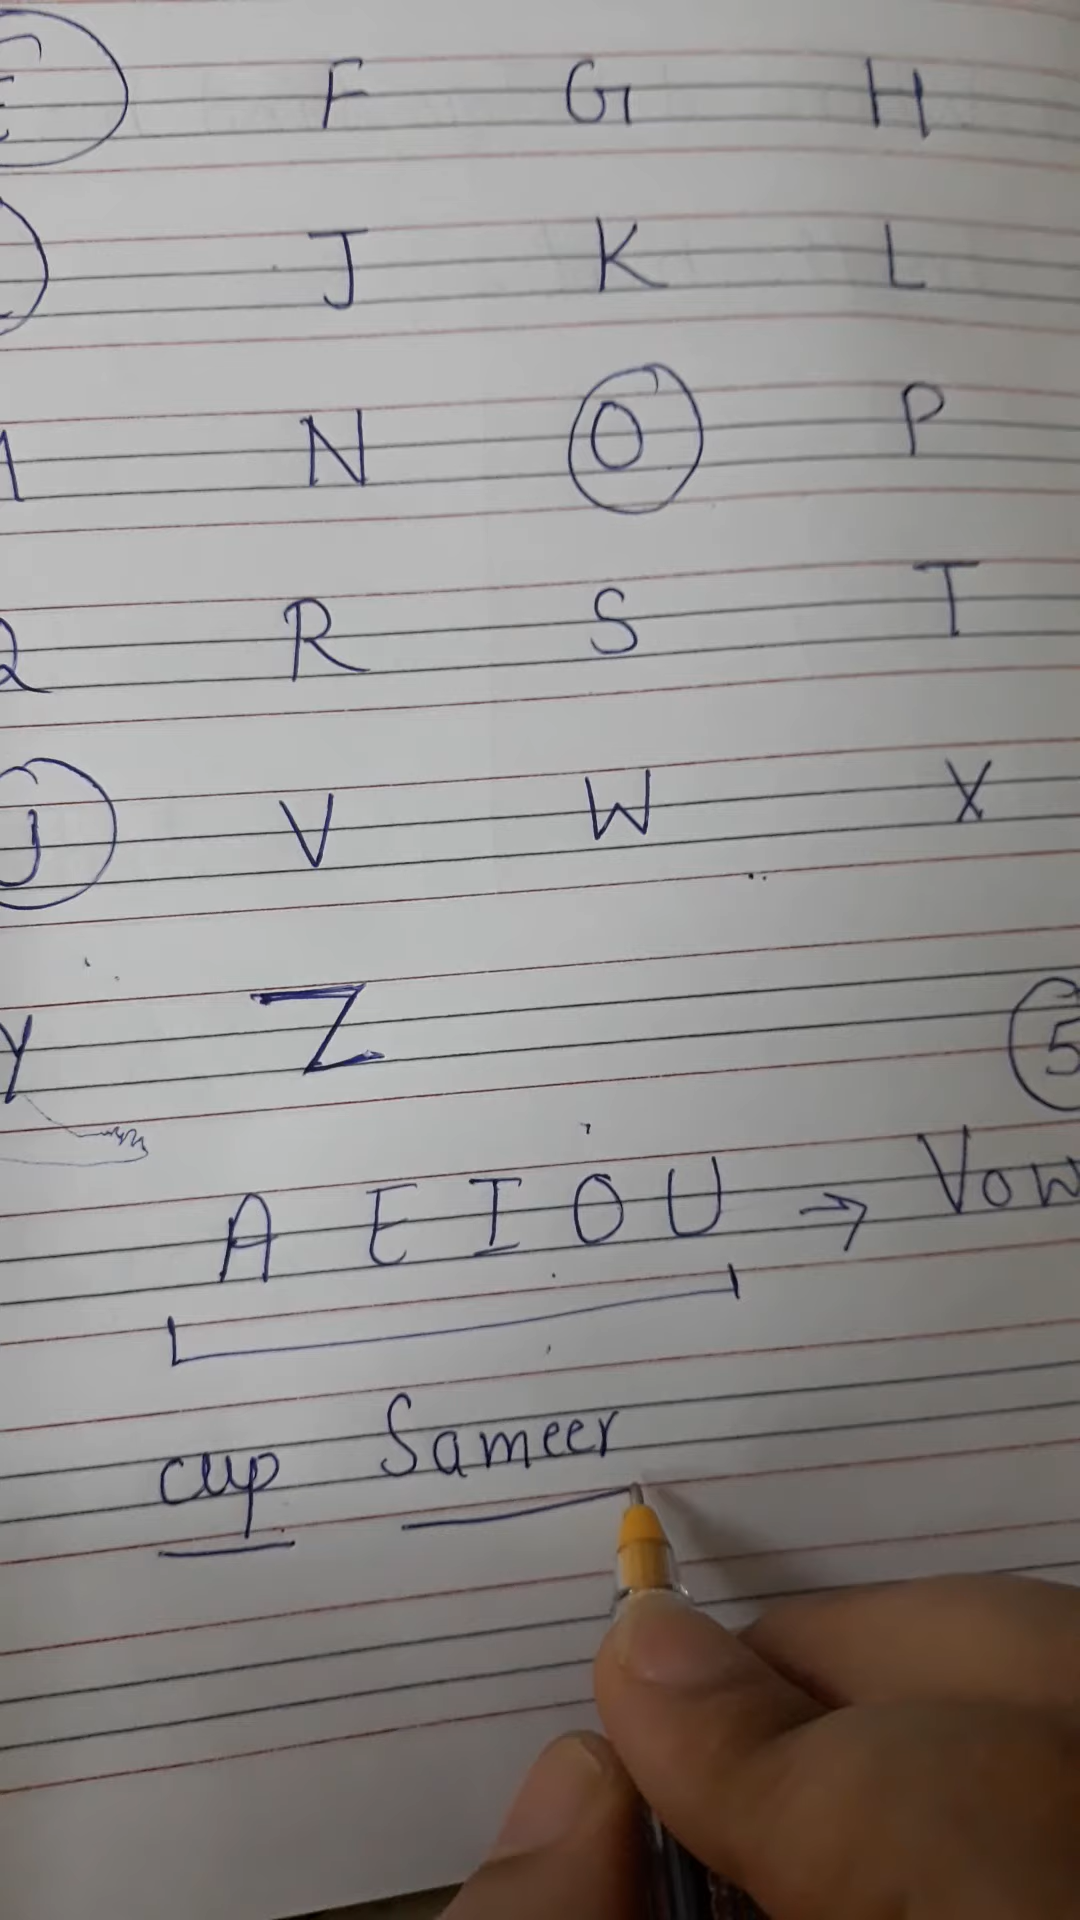 E F G H
J K L
N O P
Q R S T
U V W X
Y Z
5
A E I O U → Vow
cup Sameer